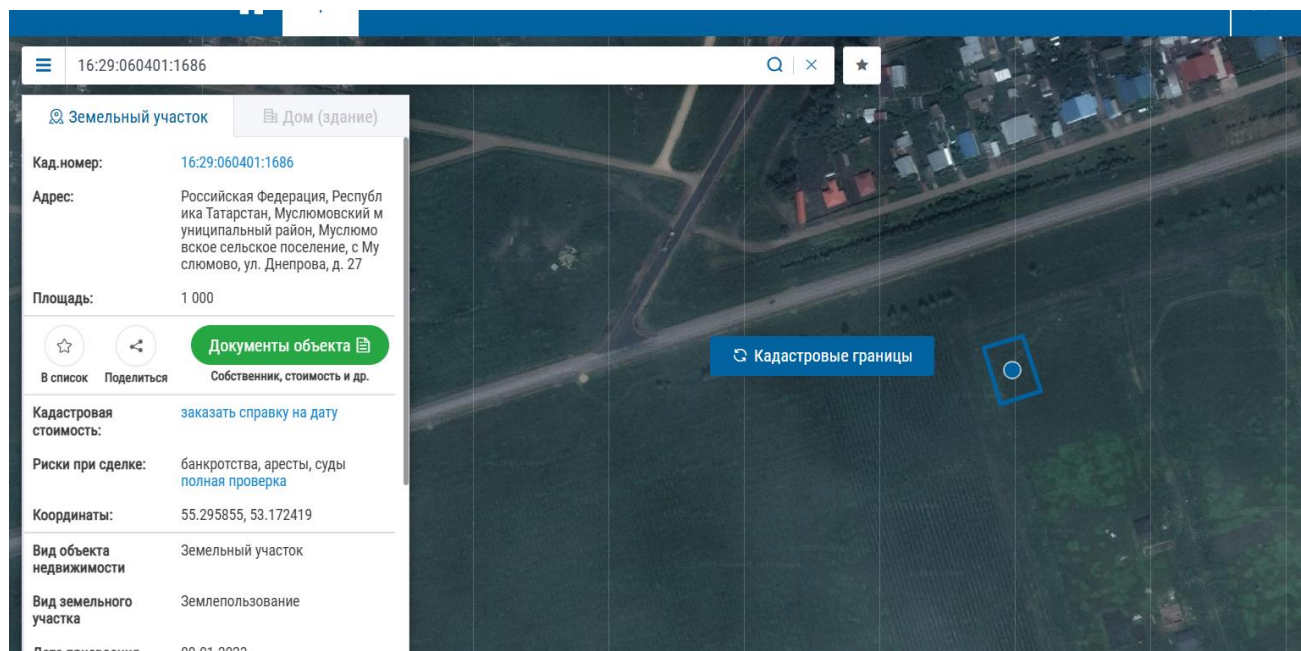 16:29:060401:1686
Земельный участок
Дом (здание)
Кад.номер:
16:29:060401:1686
Адрес:
Российская Федерация, Республ
ика Татарстан, Муслюмовский м
униципальный район, Муслюмо
вское сельское поселение, с Му
слюмово, ул. Днепрова, д. 27
Площадь:
1 000
Документы объекта
В список
Поделиться
Собственник, стоимость и др.
Кадастровая
стоимость:
заказать справку на дату
Риски при сделке:
банкротства, аресты, суды
полная проверка
Координаты:
55.295855, 53.172419
Вид объекта
недвижимости
Земельный участок
Вид земельного
участка
Землепользование
Кадастровые границы